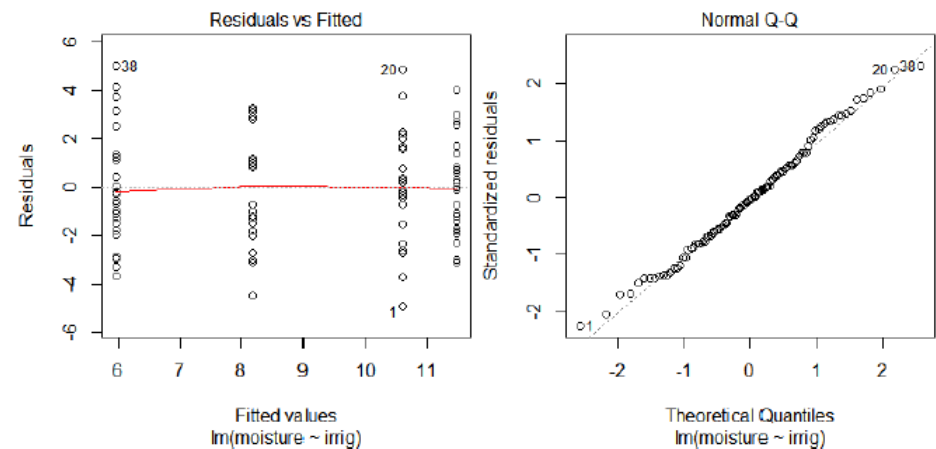 Residuals vs Fitted
Residuals
6
4
2
0
-2
-4
-6
38
20
1
6 7 8 9 10 11
Fitted values
lm(moisture ~ irrig)
Normal Q-Q
Standardized residuals
2
1
0
-1
-2
20 38
1
-2 -1 0 1 2
Theoretical Quantiles
lm(moisture ~ irrig)